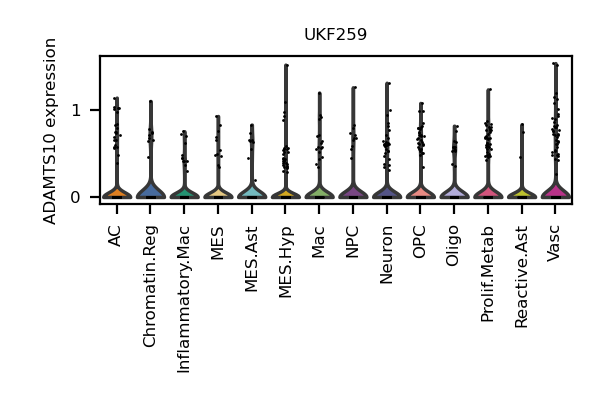 UKF259
ADAMTS10 expression
1
0
AC
Chromatin.Reg
Inflammatory.Mac
MES
MES.Ast
MES.Hyp
Mac
NPC
Neuron
OPC
Oligo
Prolif.Metab
Reactive.Ast
Vasc